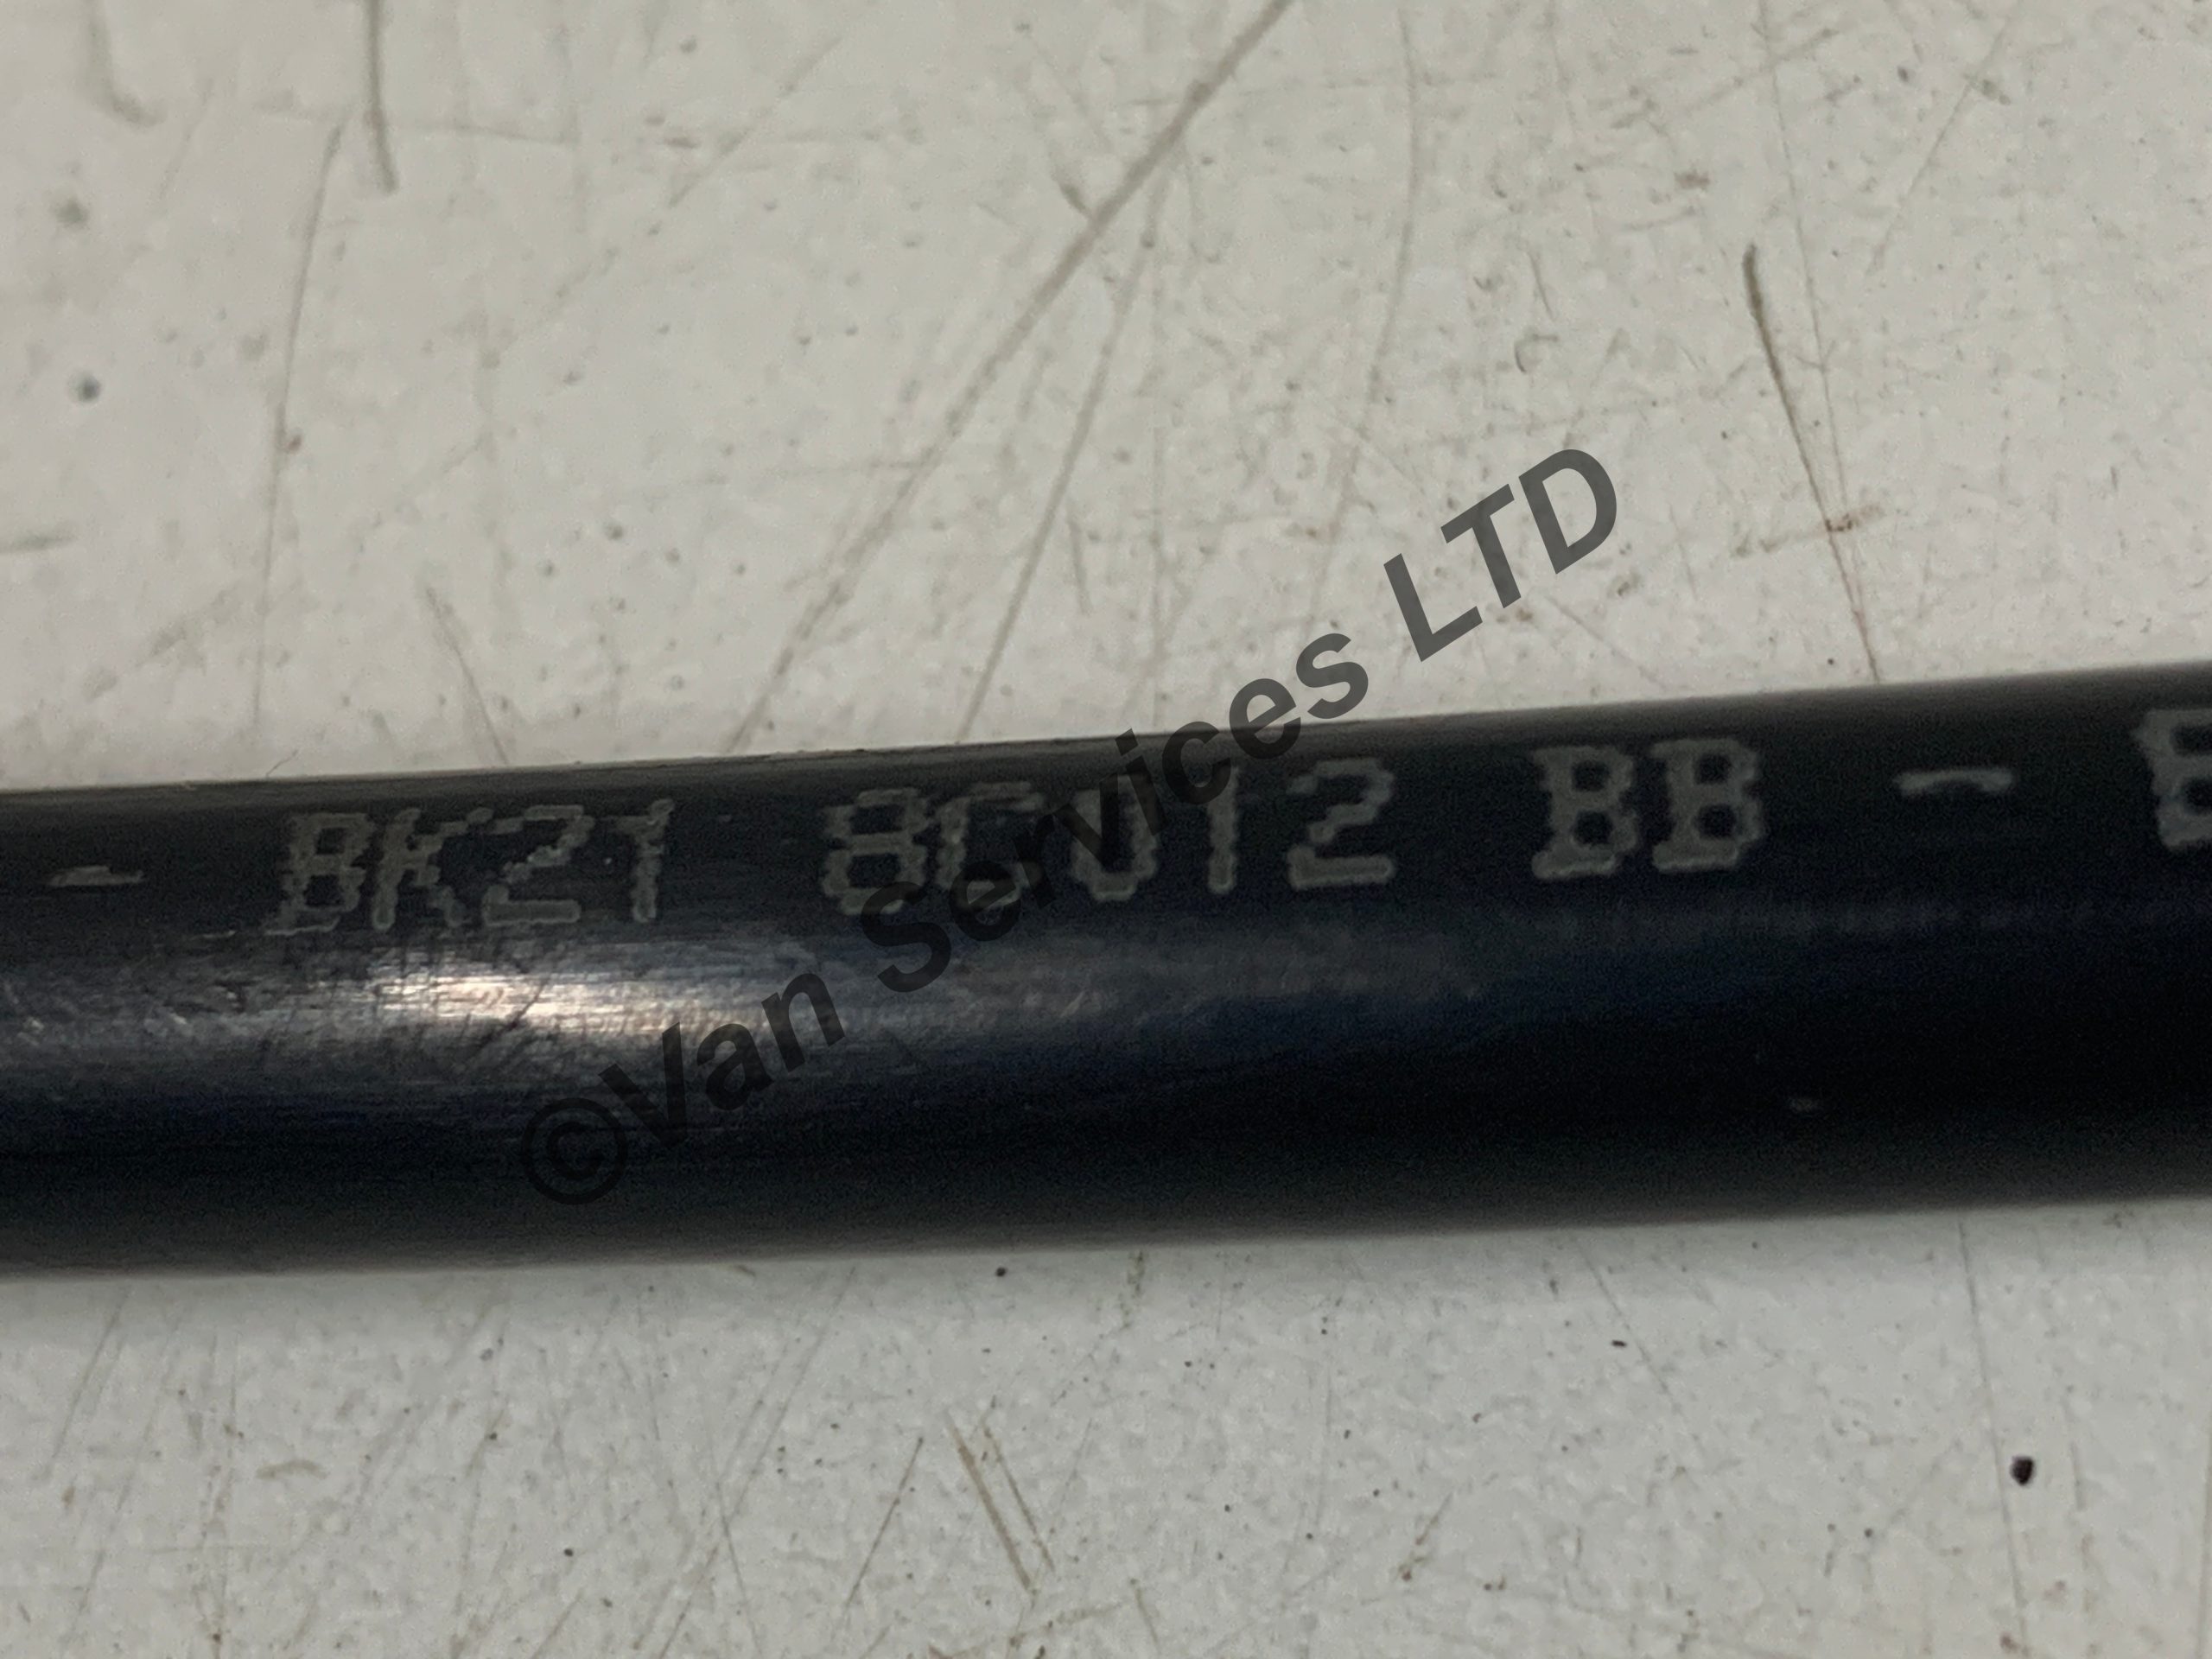 - BK21 8C012 BB -
©Van Services LTD